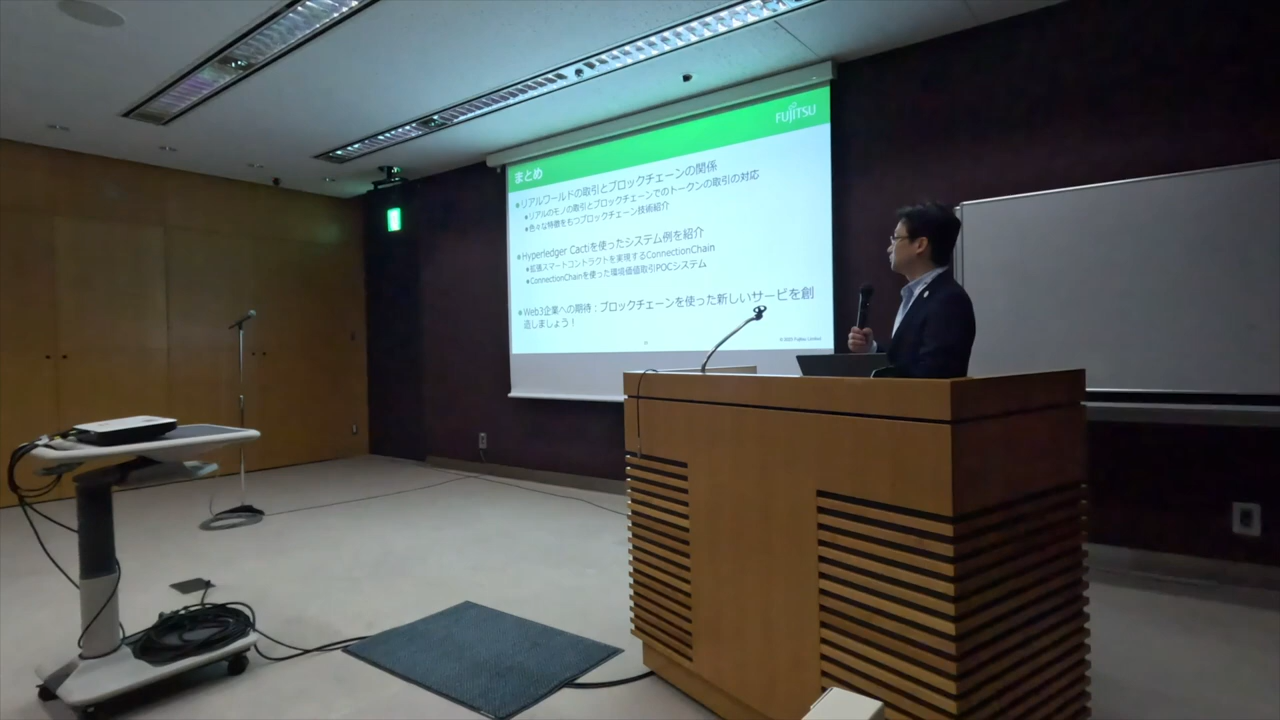 FUJITSU
まとめ
●リアルワールドの取引とブロックチェーンの関係
●リアルのモノの取引とブロックチェーンでのトークンの取引の対応
●色々な特徴をもつブロックチェーン技術紹介
●Hyperledger Cactiを使ったシステム例を紹介
●拡張スマートコントラクトを実現するConnectionChain
●ConnectionChainを使った環境価値取引POCシステム
●Web3企業への期待：ブロックチェーンを使った新しいサービを創
造しましょう！
Fujitsu Limited